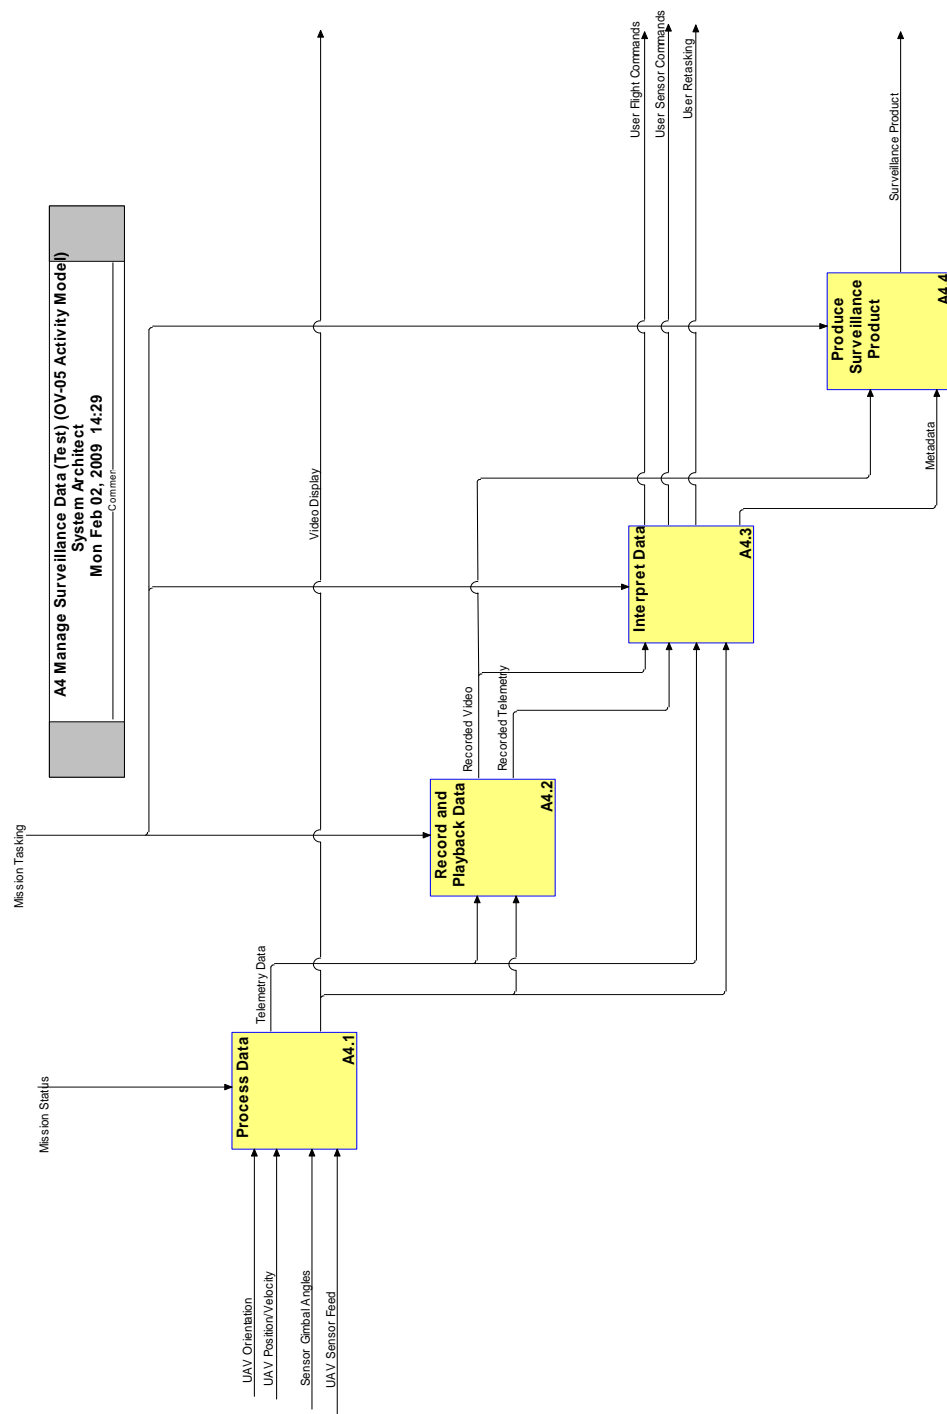 A4 Manage Surveillance Data (Test) (OV-05 Activity Model)
System Architect
Mon Feb 02, 2009 14:29
Commer
Mission Status
Mission Tasking
UAV Orientation
UAV Position/Velocity
Sensor Gimbal Angles
UAV Sensor Feed
Process Data
A4.1
Telemetry Data
Video Display
Record and
Playback Data
A4.2
Recorded Video
Recorded Telemetry
Interpret Data
A4.3
User Flight Commands
User Sensor Commands
User Retasking
Metadata
Produce
Surveillance
Product
A4.4
Surveillance Product